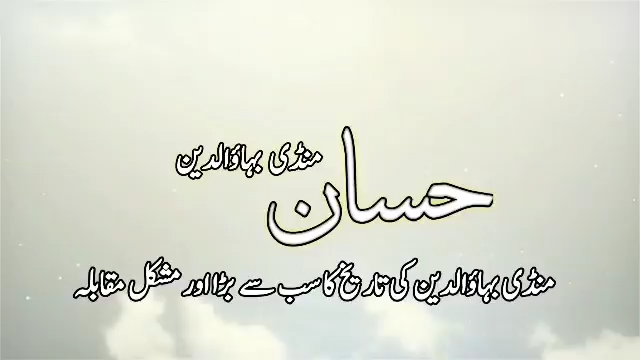 حسان
منڈی بہاؤالدین
منڈی بہاؤالدین کی تاریخ کا سب سے بڑا اور مشکل مقابلہ